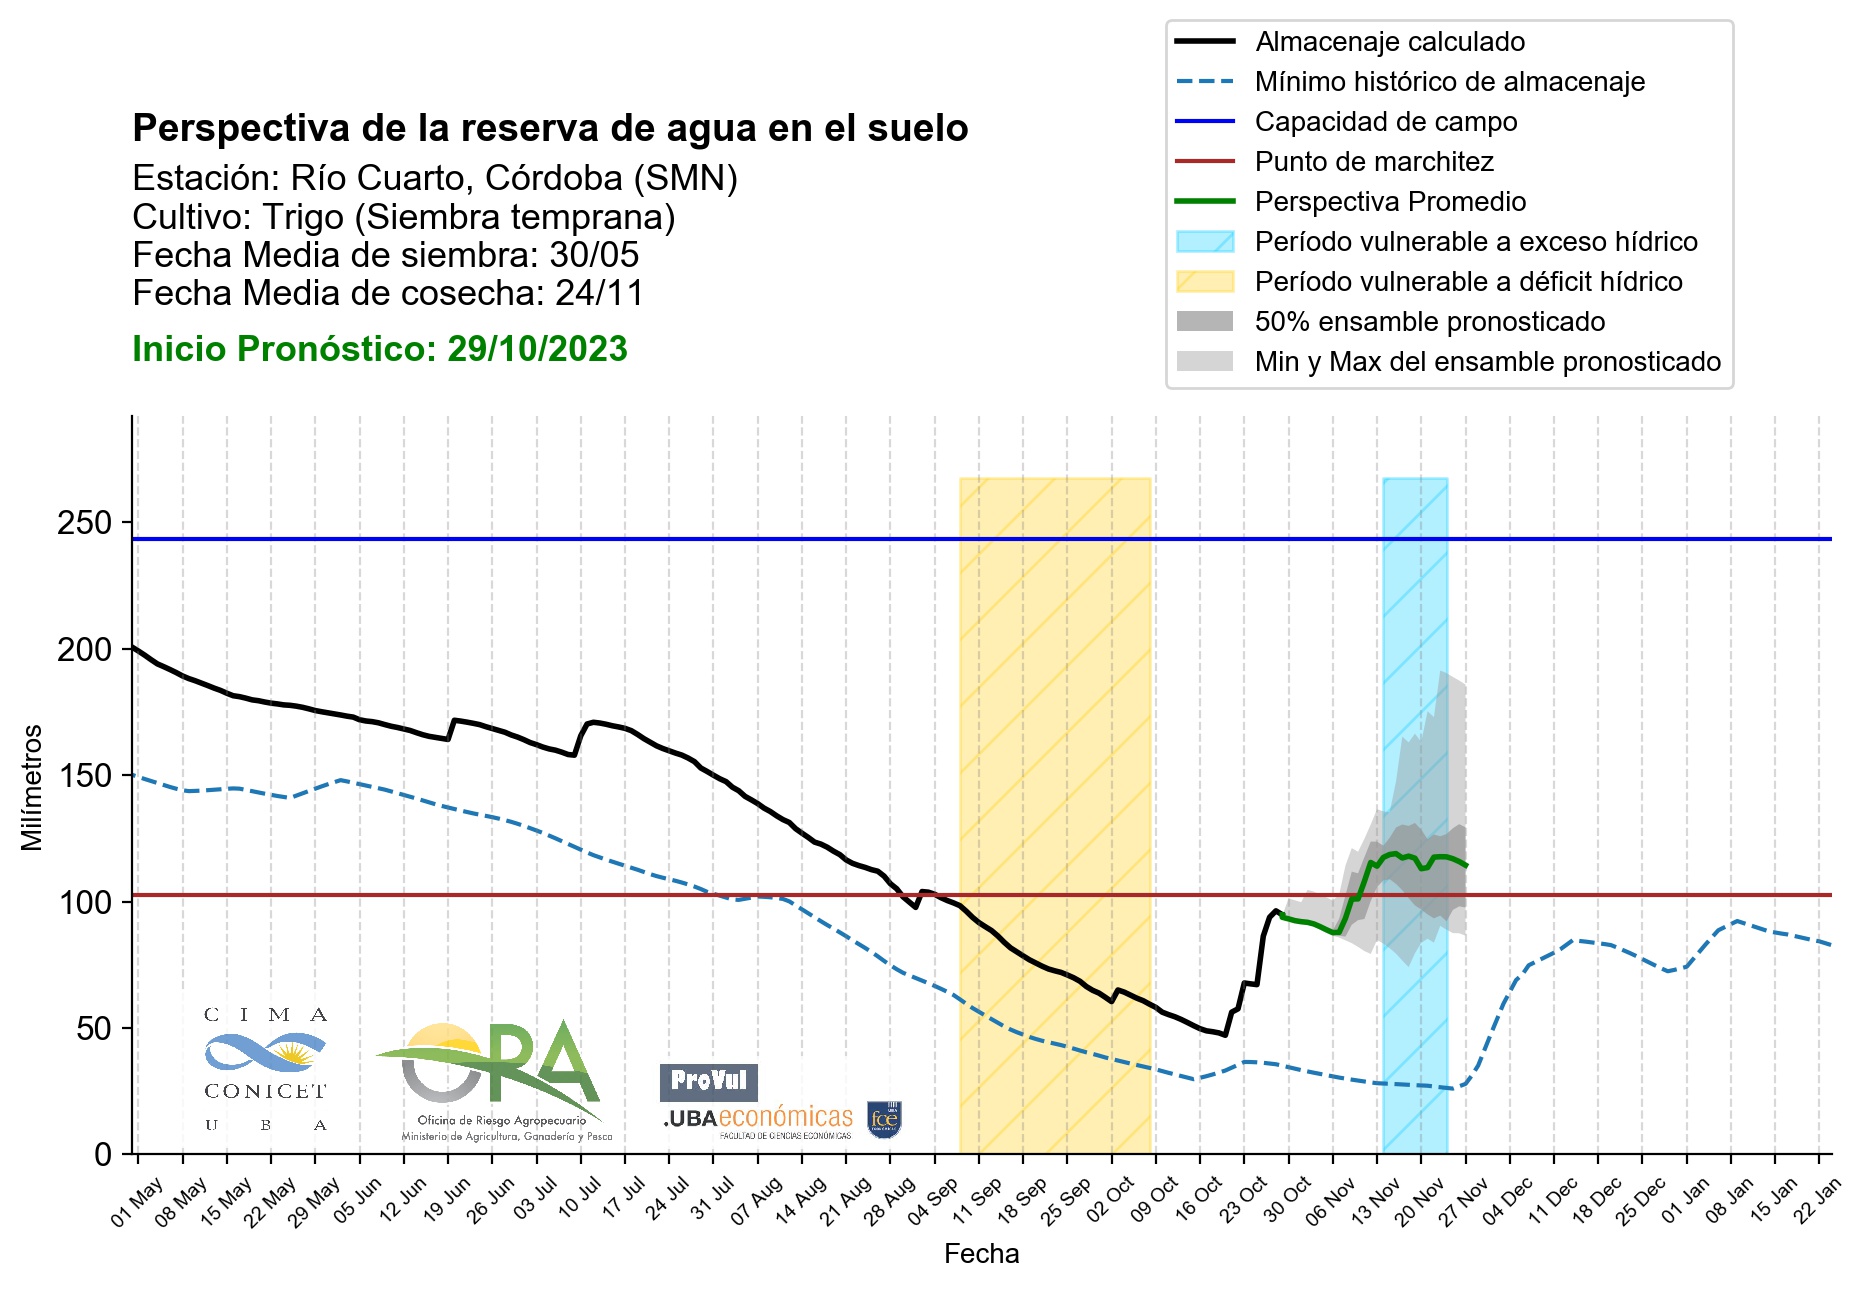 Almacenaje calculado
Mínimo histórico de almacenaje
Capacidad de campo
Punto de marchitez
Perspectiva Promedio
Período vulnerable a exceso hídrico
Período vulnerable a déficit hídrico
50% ensamble pronosticado
Min y Max del ensamble pronosticado
Perspectiva de la reserva de agua en el suelo
Estación: Río Cuarto, Córdoba (SMN)
Cultivo: Trigo (Siembra temprana)
Fecha Media de siembra: 30/05
Fecha Media de cosecha: 24/11
Inicio Pronóstico: 29/10/2023
250
200
150
100
50
0
Milímetros
CIMA
CONICET
UBA
ORA
Oficina de Riesgo Agropecuario
Ministerio de Agricultura, Ganadería y Pesca
ProVul
.UBAeconómicas
FACULTAD DE CIENCIAS ECONÓMICAS
fce
01 May
08 May
15 May
22 May
29 May
05 Jun
12 Jun
19 Jun
26 Jun
03 Jul
10 Jul
17 Jul
24 Jul
31 Jul
07 Aug
14 Aug
21 Aug
28 Aug
04 Sep
11 Sep
18 Sep
25 Sep
02 Oct
09 Oct
16 Oct
23 Oct
30 Oct
06 Nov
13 Nov
20 Nov
27 Nov
04 Dec
11 Dec
18 Dec
25 Dec
01 Jan
08 Jan
15 Jan
22 Jan
Fecha